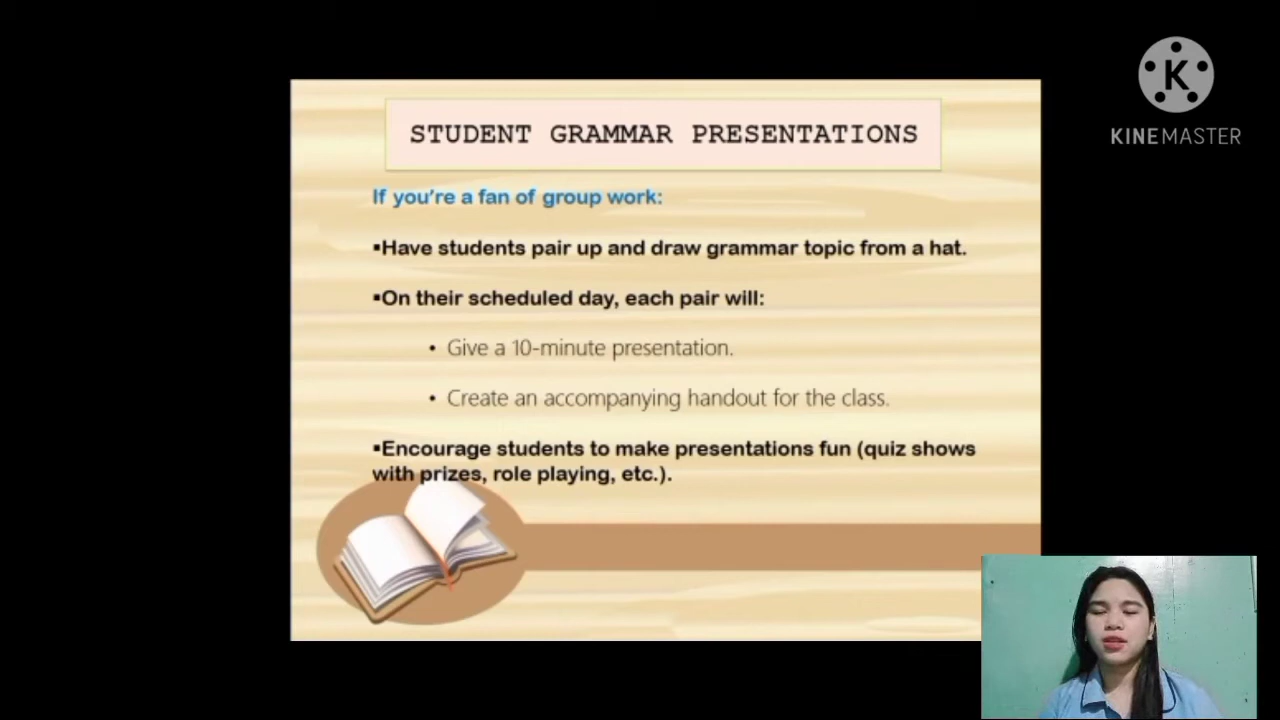 K
KINEMASTER
STUDENT GRAMMAR PRESENTATIONS
If you're a fan of group work:
▪Have students pair up and draw grammar topic from a hat.
▪On their scheduled day, each pair will:
• Give a 10-minute presentation.
• Create an accompanying handout for the class.
▪Encourage students to make presentations fun (quiz shows
with prizes, role playing, etc.).